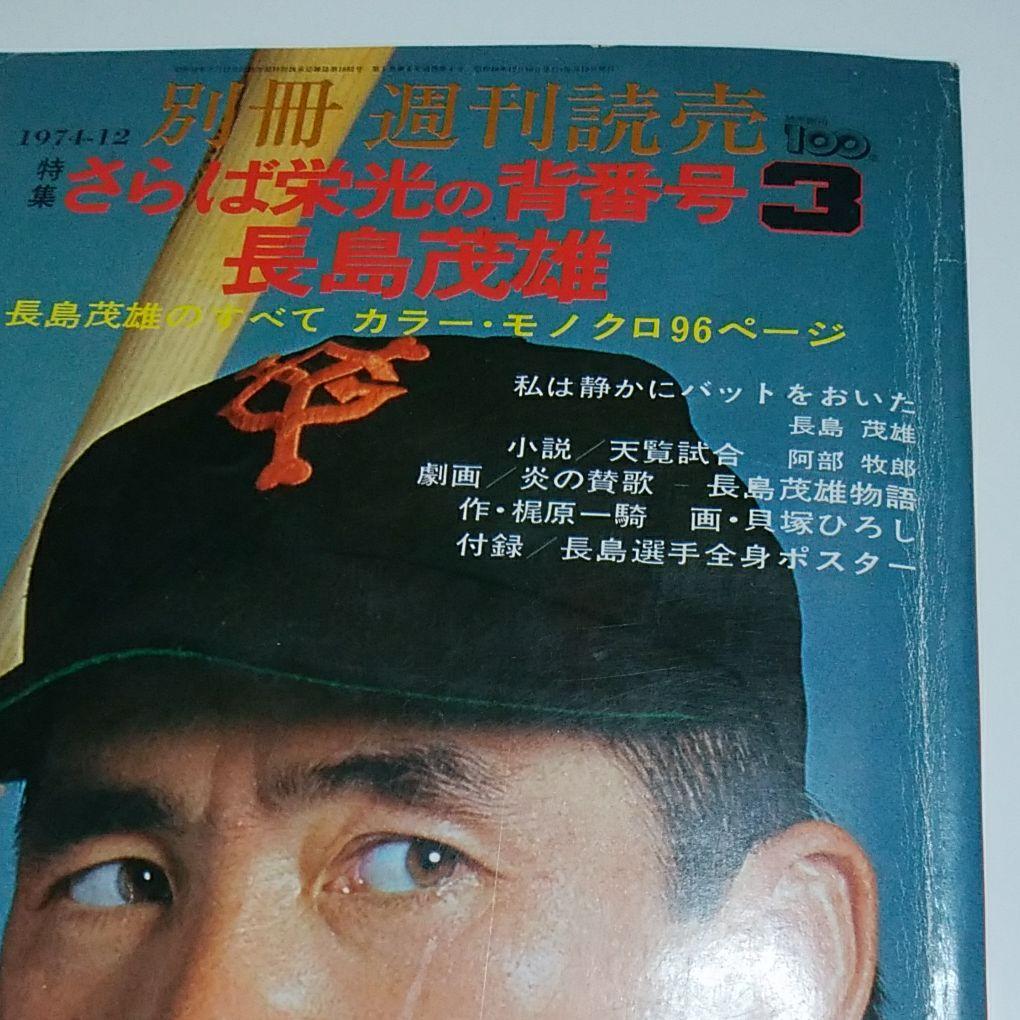 1974-12
別冊 週刊読売
100
特集
さらば栄光の背番号3
長島茂雄
長島茂雄のすべて カラー・モノクロ96ページ
私は静かにバットをおいた
長島 茂雄
小説/天覧試合 阿部 牧郎
劇画/炎の賛歌—長島茂雄物語
作・梶原一騎 画・貝塚ひろし
付録/長島選手全身ポスター